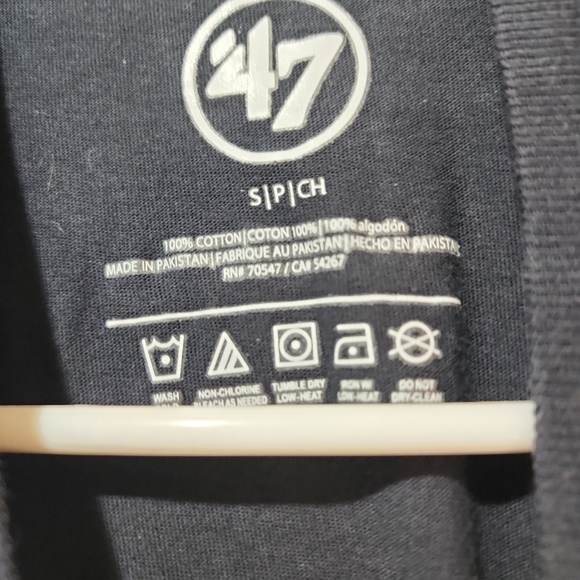 '47
S|P|CH
100% COTTON|COTON 100%|100% algodón
MADE IN PAKISTAN|FABRIQUE AU PAKISTAN|HECHO EN PAKISTAN
RN# 70547 / CA# 54267
WASH NON-CHLORINE TUMBLE DRY IRON W/ DO NOT
BLEACH AS NEEDED LOW-HEAT LOW-HEAT DRY-CLEAN